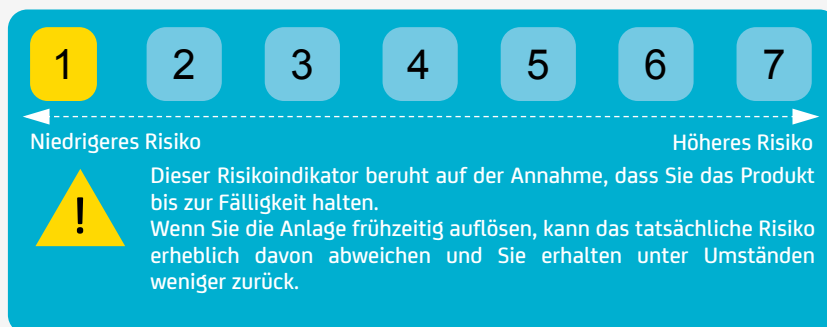 1 2 3 4 5 6 7
Niedrigeres Risiko Höheres Risiko
!
Dieser Risikoindikator beruht auf der Annahme, dass Sie das Produkt
bis zur Fälligkeit halten.
Wenn Sie die Anlage frühzeitig auflösen, kann das tatsächliche Risiko
erheblich davon abweichen und Sie erhalten unter Umständen
weniger zurück.